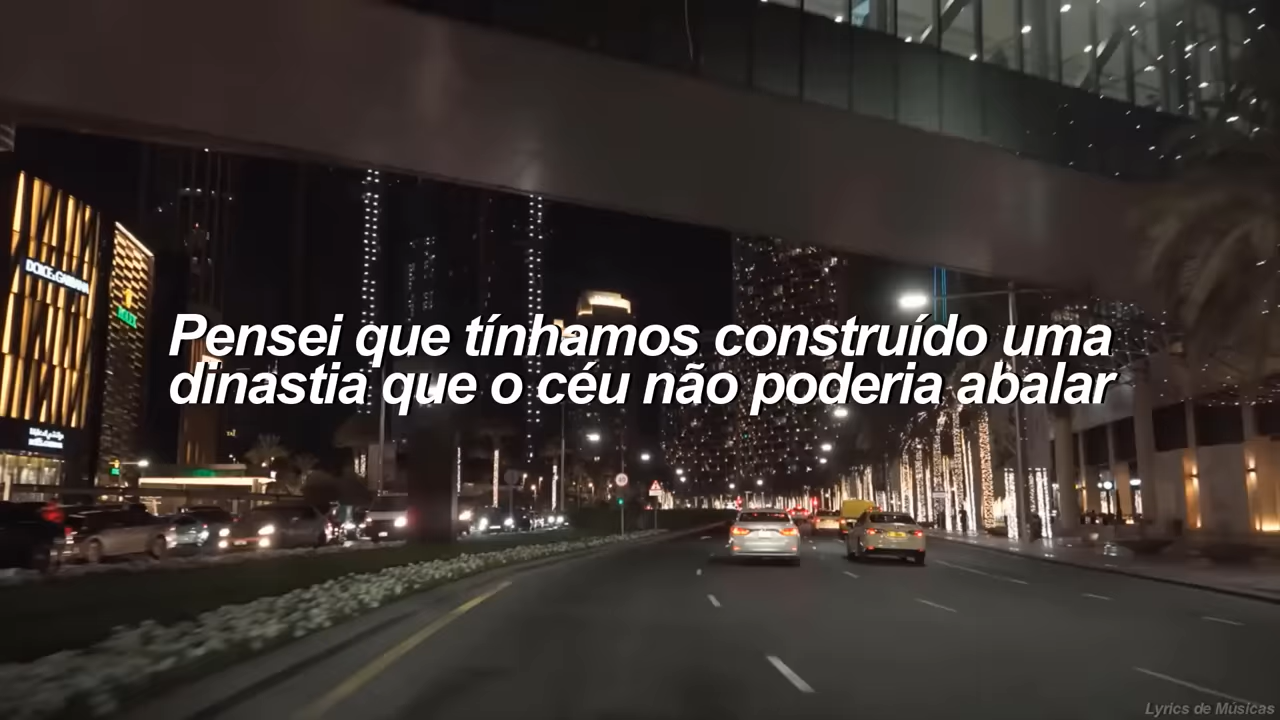 DOLCE & GABBANA
Pensei que tínhamos construído uma
dinastia que o céu não poderia abalar
Lyrics de Músicas